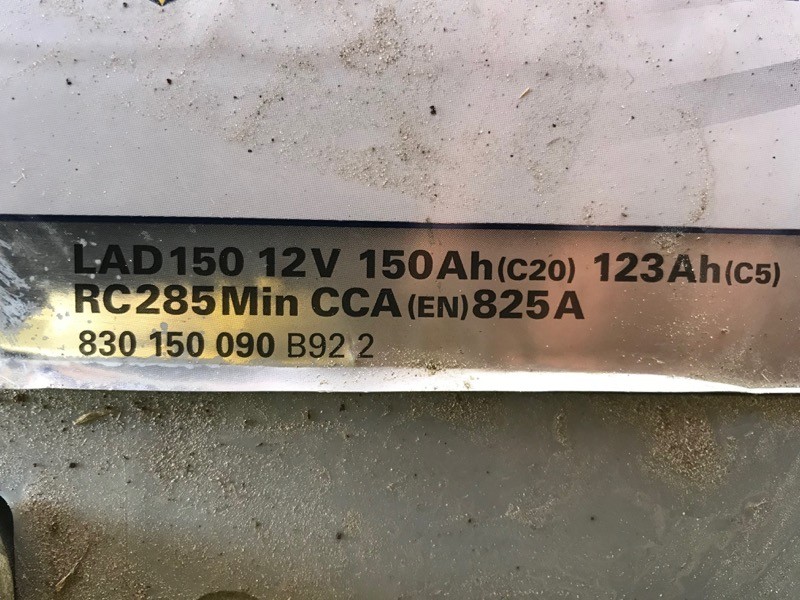 LAD150 12V 150Ah(C20) 123Ah(C5)
RC285Min CCA(EN)825A
830 150 090 B92 2